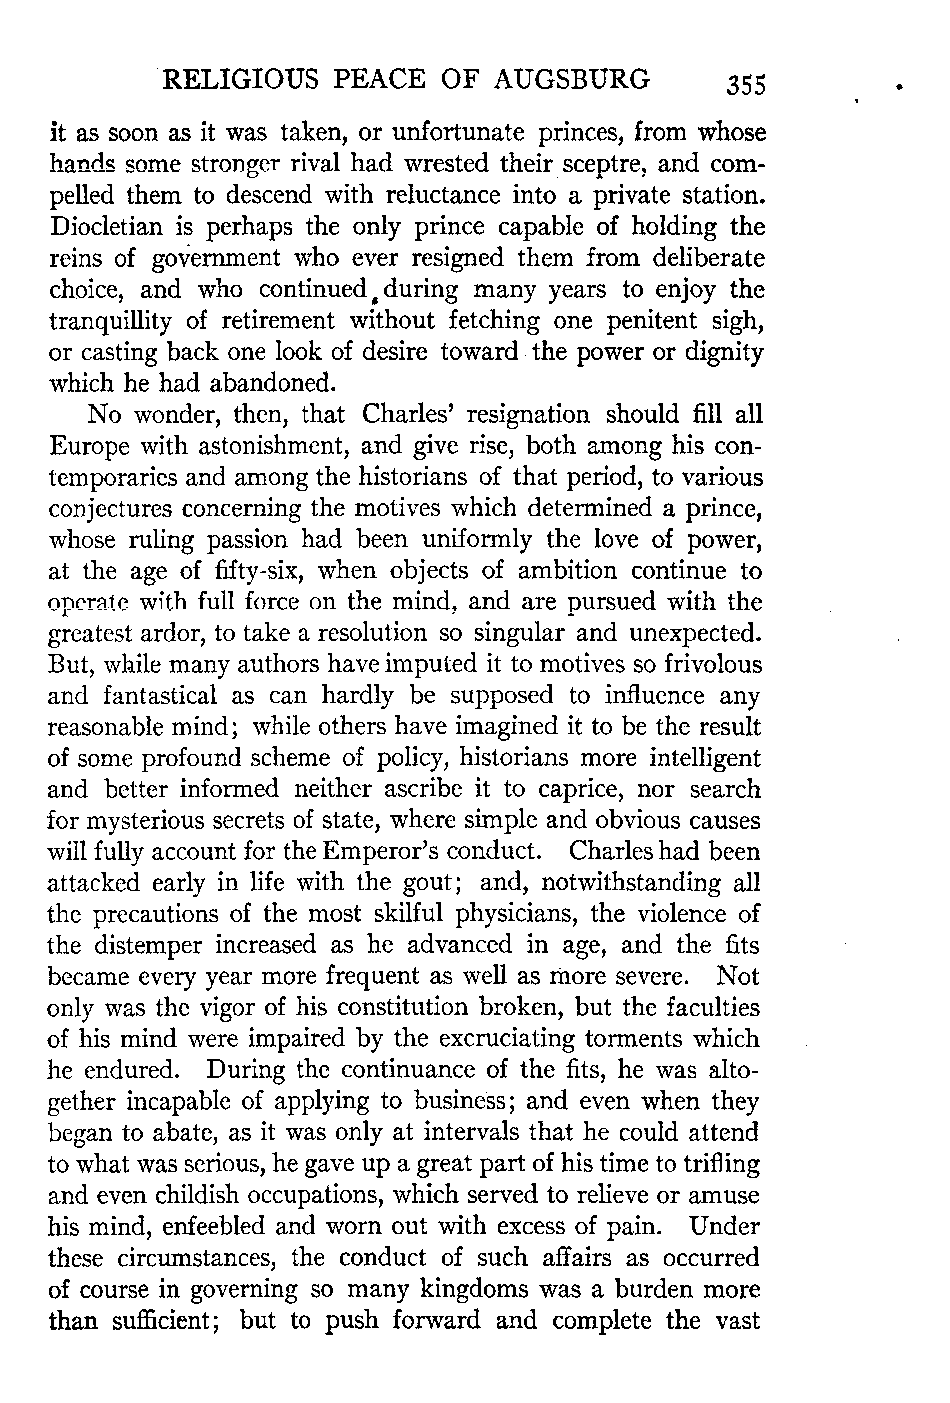 RELIGIOUS PEACE OF AUGSBURG 355
it as soon as it was taken, or unfortunate princes, from whose
hands some stronger rival had wrested their sceptre, and com-
pelled them to descend with reluctance into a private station.
Diocletian is perhaps the only prince capable of holding the
reins of government who ever resigned them from deliberate
choice, and who continued during many years to enjoy the
tranquillity of retirement without fetching one penitent sigh,
or casting back one look of desire toward the power or dignity
which he had abandoned.
No wonder, then, that Charles' resignation should fill all
Europe with astonishment, and give rise, both among his con-
temporaries and among the historians of that period, to various
conjectures concerning the motives which determined a prince,
whose ruling passion had been uniformly the love of power,
at the age of fifty-six, when objects of ambition continue to
operate with full force on the mind, and are pursued with the
greatest ardor, to take a resolution so singular and unexpected.
But, while many authors have imputed it to motives so frivolous
and fantastical as can hardly be supposed to influence any
reasonable mind; while others have imagined it to be the result
of some profound scheme of policy, historians more intelligent
and better informed neither ascribe it to caprice, nor search
for mysterious secrets of state, where simple and obvious causes
will fully account for the Emperor's conduct. Charles had been
attacked early in life with the gout; and, notwithstanding all
the precautions of the most skilful physicians, the violence of
the distemper increased as he advanced in age, and the fits
became every year more frequent as well as more severe. Not
only was the vigor of his constitution broken, but the faculties
of his mind were impaired by the excruciating torments which
he endured. During the continuance of the fits, he was alto-
gether incapable of applying to business; and even when they
began to abate, as it was only at intervals that he could attend
to what was serious, he gave up a great part of his time to trifling
and even childish occupations, which served to relieve or amuse
his mind, enfeebled and worn out with excess of pain. Under
these circumstances, the conduct of such affairs as occurred
of course in governing so many kingdoms was a burden more
than sufficient; but to push forward and complete the vast